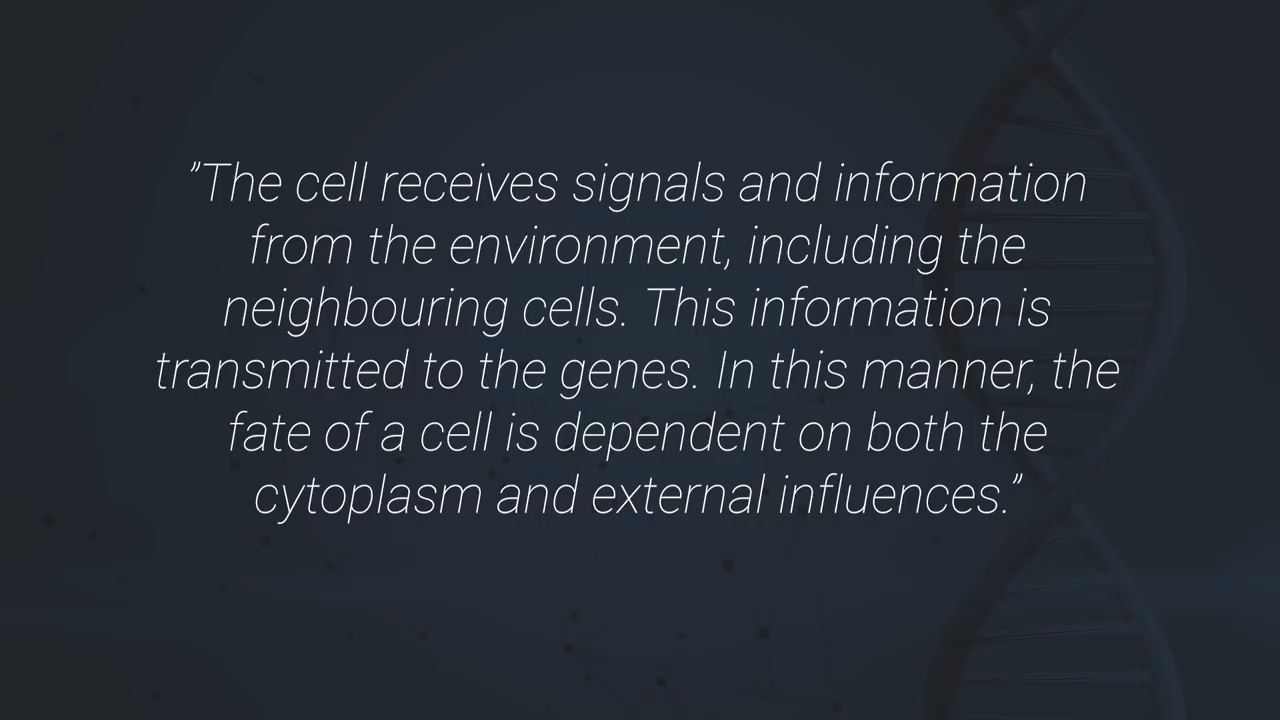 ”The cell receives signals and information
from the environment, including the
neighbouring cells. This information is
transmitted to the genes. In this manner, the
fate of a cell is dependent on both the
cytoplasm and external influences.”